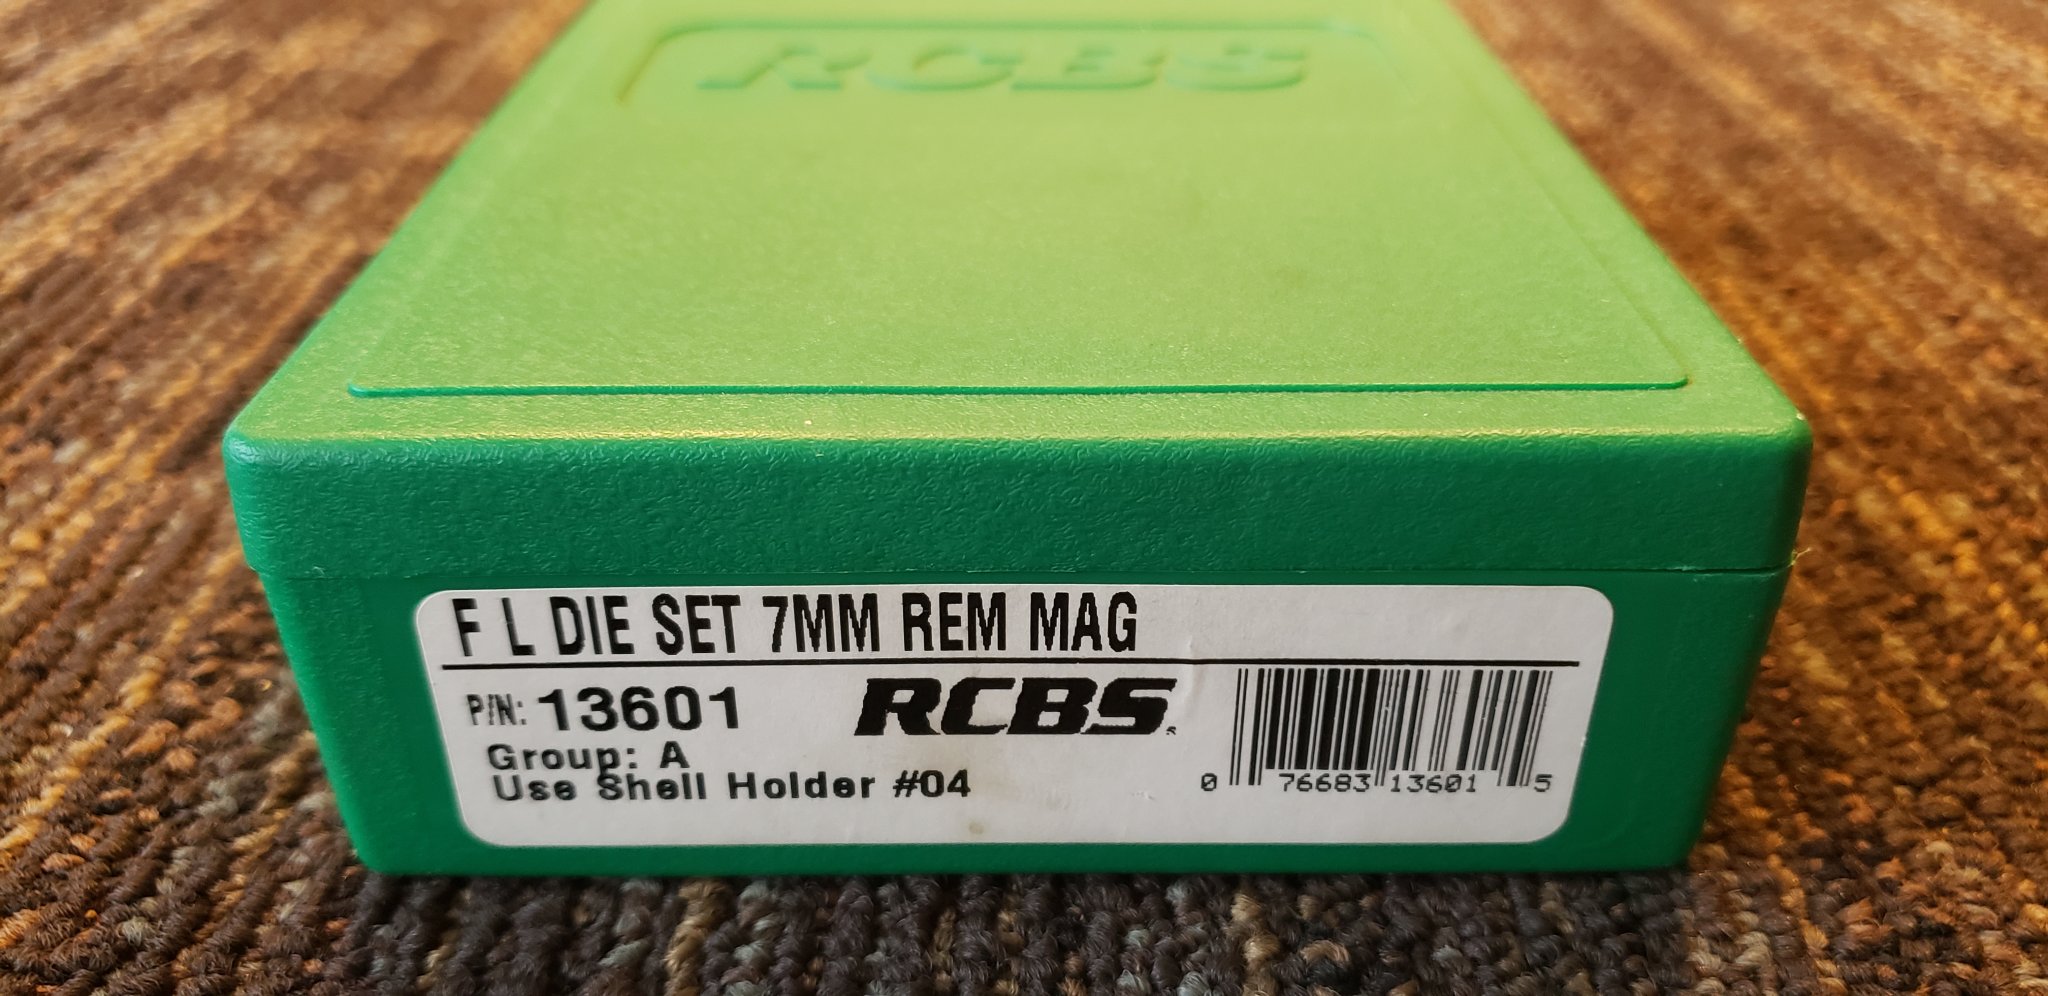 RCBS
F L DIE SET 7MM REM MAG
P/N: 13601
RCBS.
Group: A
Use Shell Holder #04
0 76683 13601 5